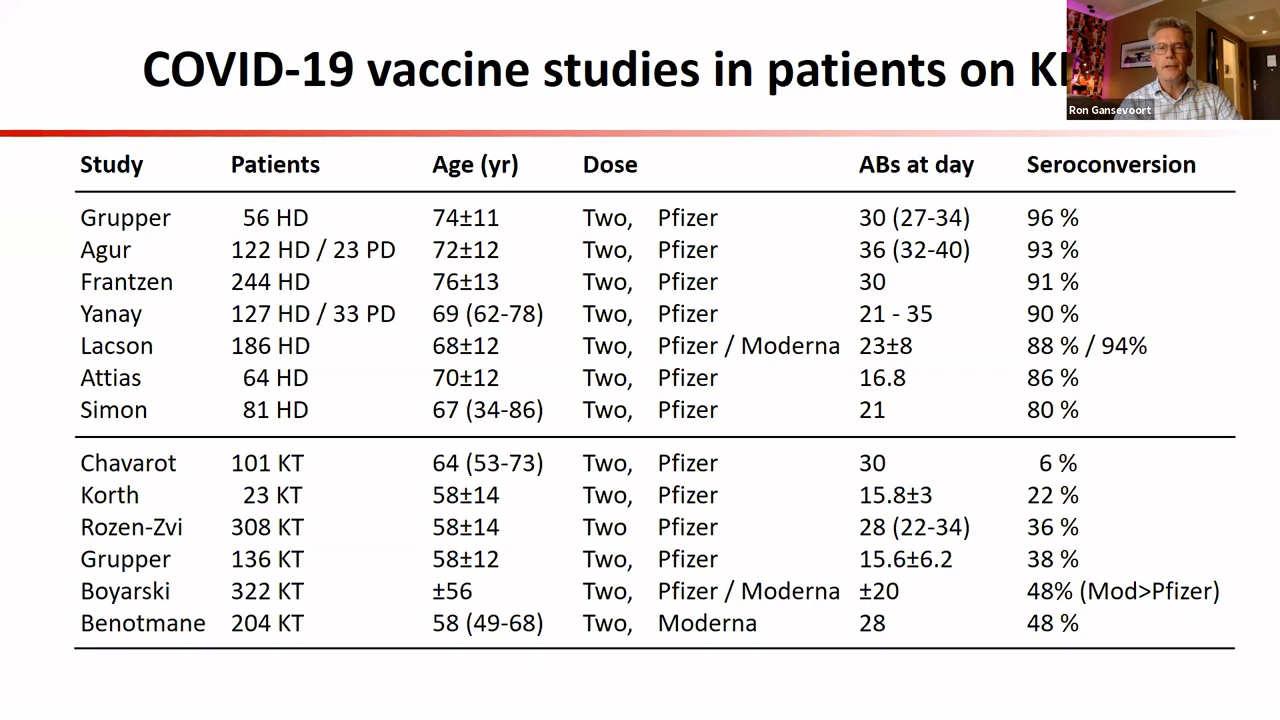 COVID-19 vaccine studies in patients on
Ron Gansevoort
Study Patients Age (yr) Dose ABs at day Seroconversion
Grupper 56 HD 74±11 Two, Pfizer 30 (27-34) 96 %
Agur 122 HD / 23 PD 72±12 Two, Pfizer 36 (32-40) 93 %
Frantzen 244 HD 76±13 Two, Pfizer 30 91 %
Yanay 127 HD / 33 PD 69 (62-78) Two, Pfizer 21 - 35 90 %
Lacson 186 HD 68±12 Two, Pfizer / Moderna 23±8 88 % / 94%
Attias 64 HD 70±12 Two, Pfizer 16.8 86 %
Simon 81 HD 67 (34-86) Two, Pfizer 21 80 %
Chavarot 101 KT 64 (53-73) Two, Pfizer 30 6 %
Korth 23 KT 58±14 Two, Pfizer 15.8±3 22 %
Rozen-Zvi 308 KT 58±14 Two Pfizer 28 (22-34) 36 %
Grupper 136 KT 58±12 Two, Pfizer 15.6±6.2 38 %
Boyarski 322 KT ±56 Two, Pfizer / Moderna ±20 48% (Mod>Pfizer)
Benotmane 204 KT 58 (49-68) Two, Moderna 28 48 %